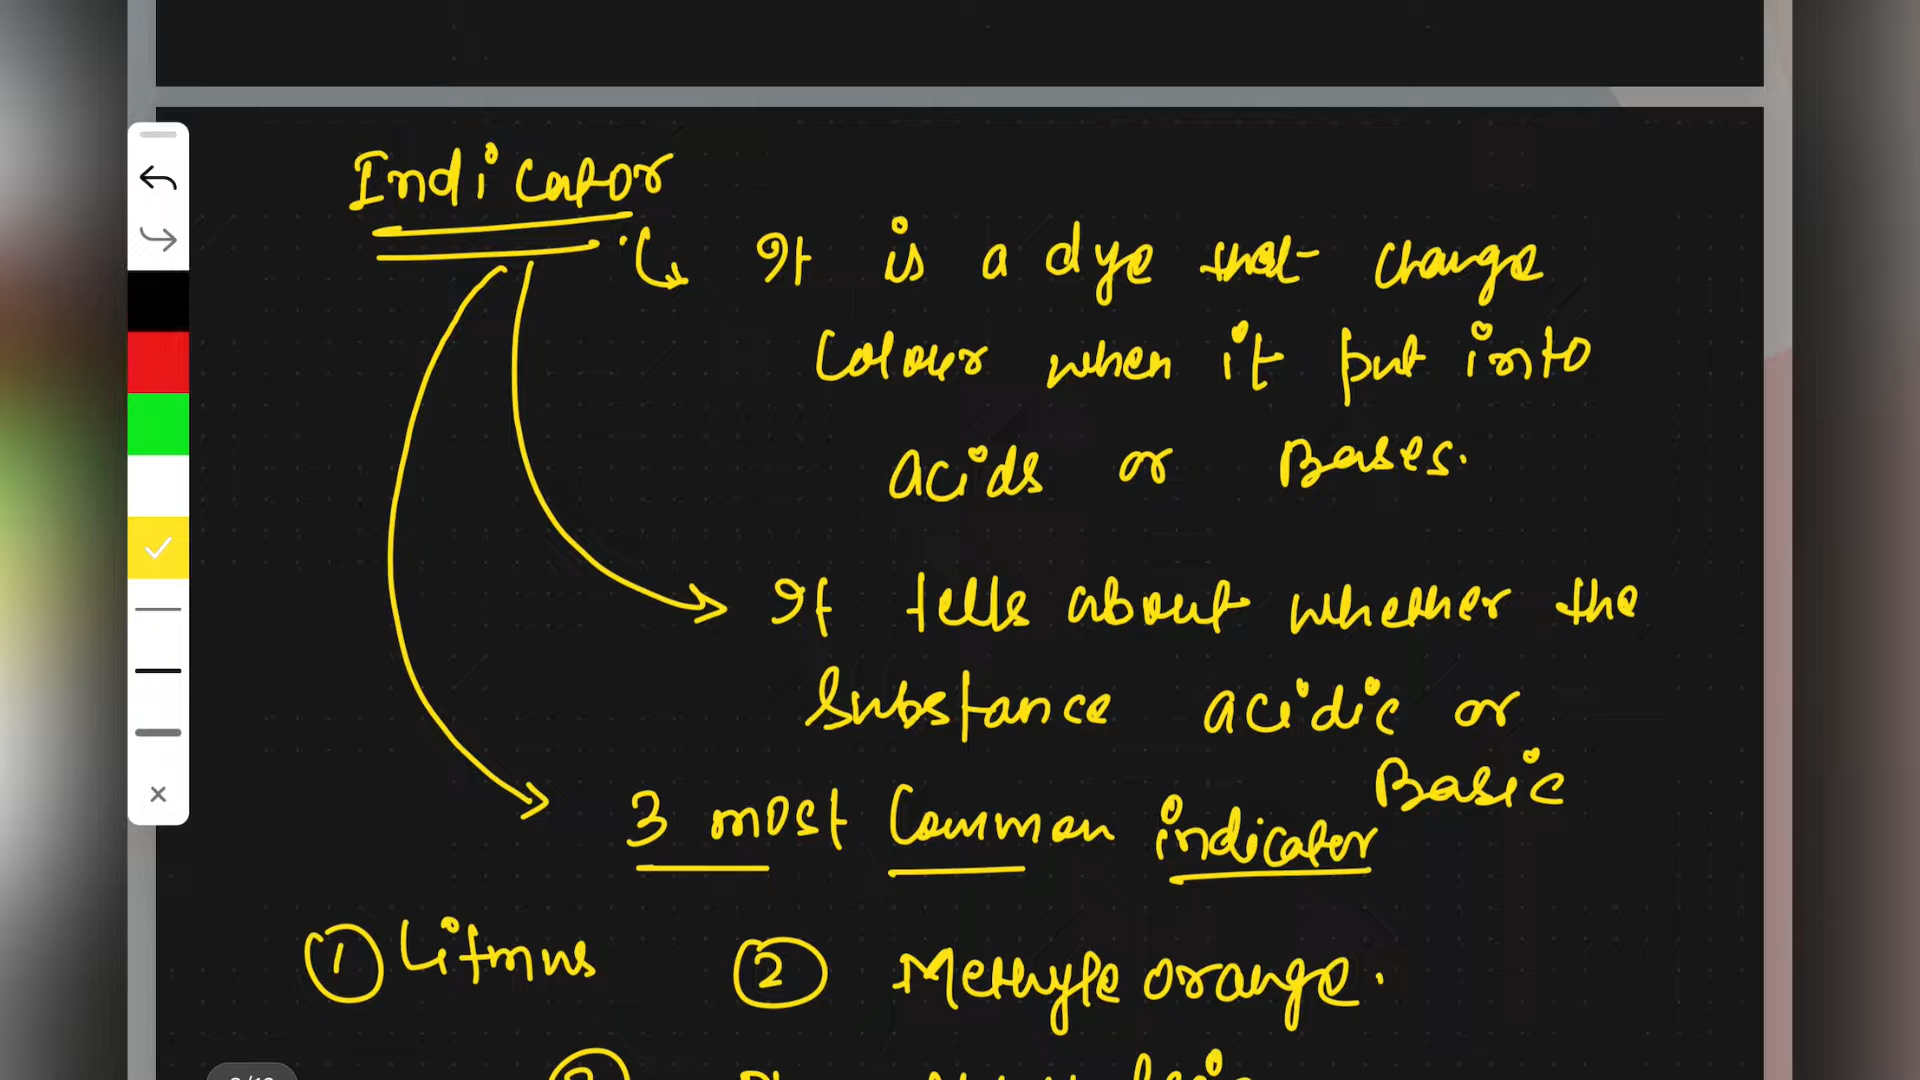 Indicator
It is a dye that change
Colour when it put into
acids or Bases.
It tells about whether the
Substance acidic or
Basic
3 most Common indicator
① Litmus ② Methyle orange.